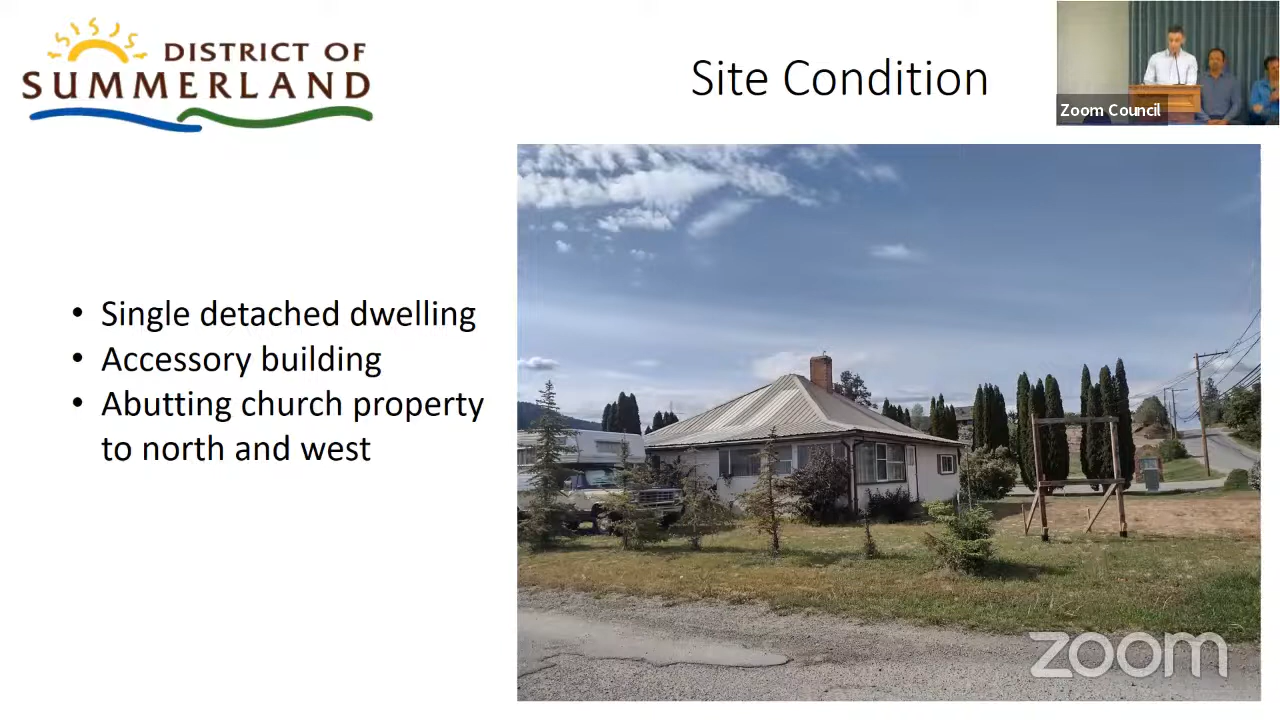 DISTRICT OF
SUMMERLAND
Site Condition
Zoom Council
• Single detached dwelling
• Accessory building
• Abutting church property
to north and west
zoom